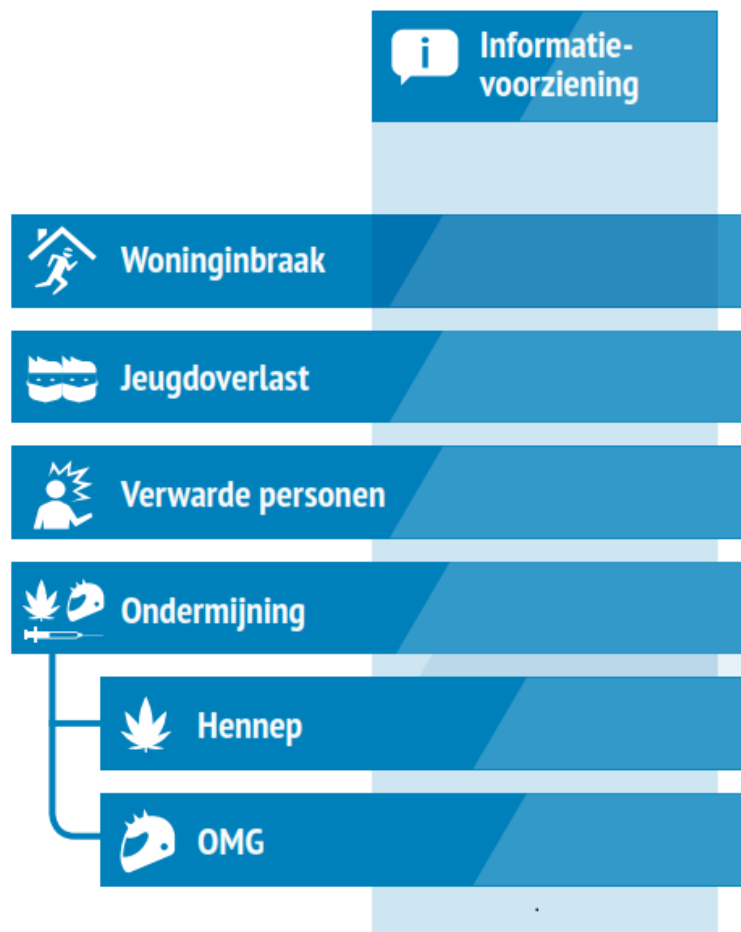 i
Informatie-
voorziening
Woninginbraak
Jeugdoverlast
Verwarde personen
Ondermijning
Hennep
OMG